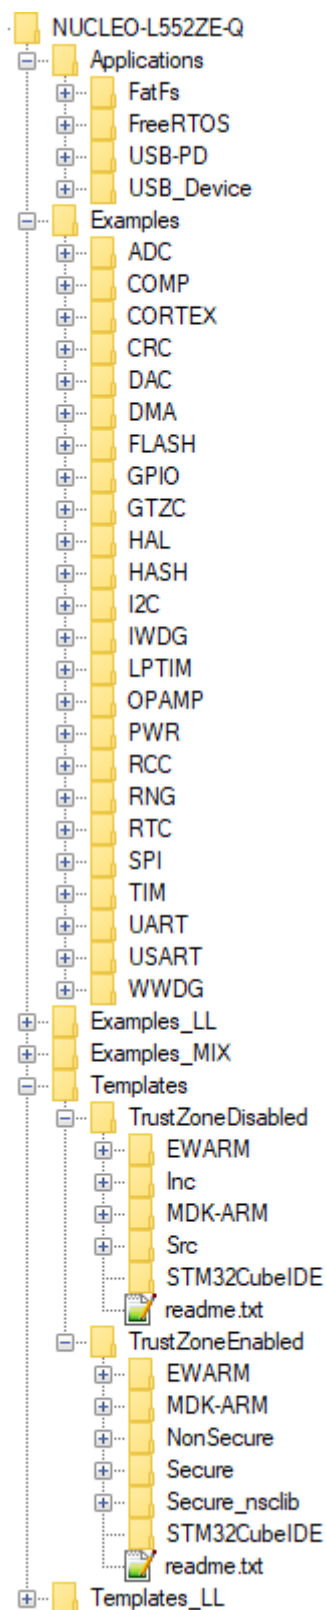 NUCLEO-L552ZE-Q
Applications
FatFs
FreeRTOS
USB-PD
USB_Device
Examples
ADC
COMP
CORTEX
CRC
DAC
DMA
FLASH
GPIO
GTZC
HAL
HASH
I2C
IWDG
LPTIM
OPAMP
PWR
RCC
RNG
RTC
SPI
TIM
UART
USART
WWDG
Examples_LL
Examples_MIX
Templates
TrustZoneDisabled
EWARM
Inc
MDK-ARM
Src
STM32CubeIDE
readme.txt
TrustZoneEnabled
EWARM
MDK-ARM
NonSecure
Secure
Secure_nsclib
STM32CubeIDE
readme.txt
Templates_LL